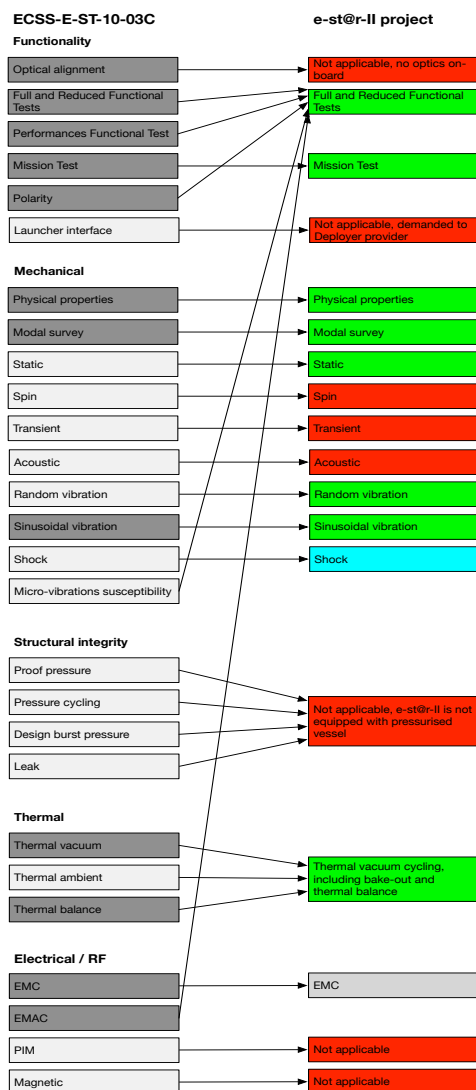 ECSS-E-ST-10-03C
e-st@r-II project
Functionality
Optical alignment
Not applicable, no optics on-
board
Full and Reduced Functional
Tests
Full and Reduced Functional
Tests
Performances Functional Test
Mission Test
Mission Test
Polarity
Launcher interface
Not applicable, demanded to
Deployer provider
Mechanical
Physical properties
Physical properties
Modal survey
Modal survey
Static
Static
Spin
Spin
Transient
Transient
Acoustic
Acoustic
Random vibration
Random vibration
Sinusoidal vibration
Sinusoidal vibration
Shock
Shock
Micro-vibrations susceptibility
Structural integrity
Proof pressure
Pressure cycling
Design burst pressure
Leak
Not applicable, e-st@r-II is not
equipped with pressurised
vessel
Thermal
Thermal vacuum
Thermal ambient
Thermal balance
Thermal vacuum cycling,
including bake-out and
thermal balance
Electrical / RF
EMC
EMC
EMAC
PIM
Not applicable
Magnetic
Not applicable